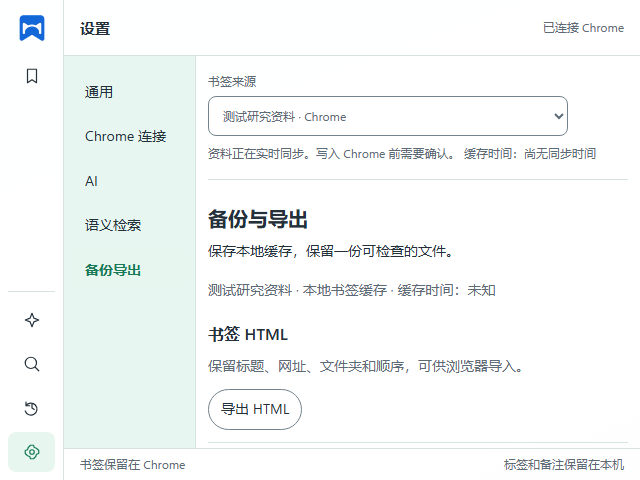 设置
已连接 Chrome
通用
Chrome 连接
AI
语义检索
备份导出
书签来源
测试研究资料 · Chrome
资料正在实时同步。写入 Chrome 前需要确认。 缓存时间：尚无同步时间
备份与导出
保存本地缓存，保留一份可检查的文件。
测试研究资料 · 本地书签缓存 · 缓存时间：未知
书签 HTML
保留标题、网址、文件夹和顺序，可供浏览器导入。
导出 HTML
书签保留在 Chrome
标签和备注保留在本机